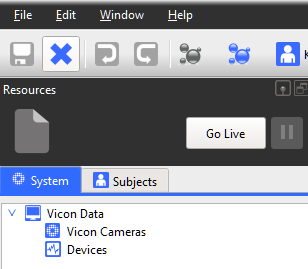 File Edit Window Help
Resources
Go Live
System Subjects
Vicon Data
Vicon Cameras
Devices